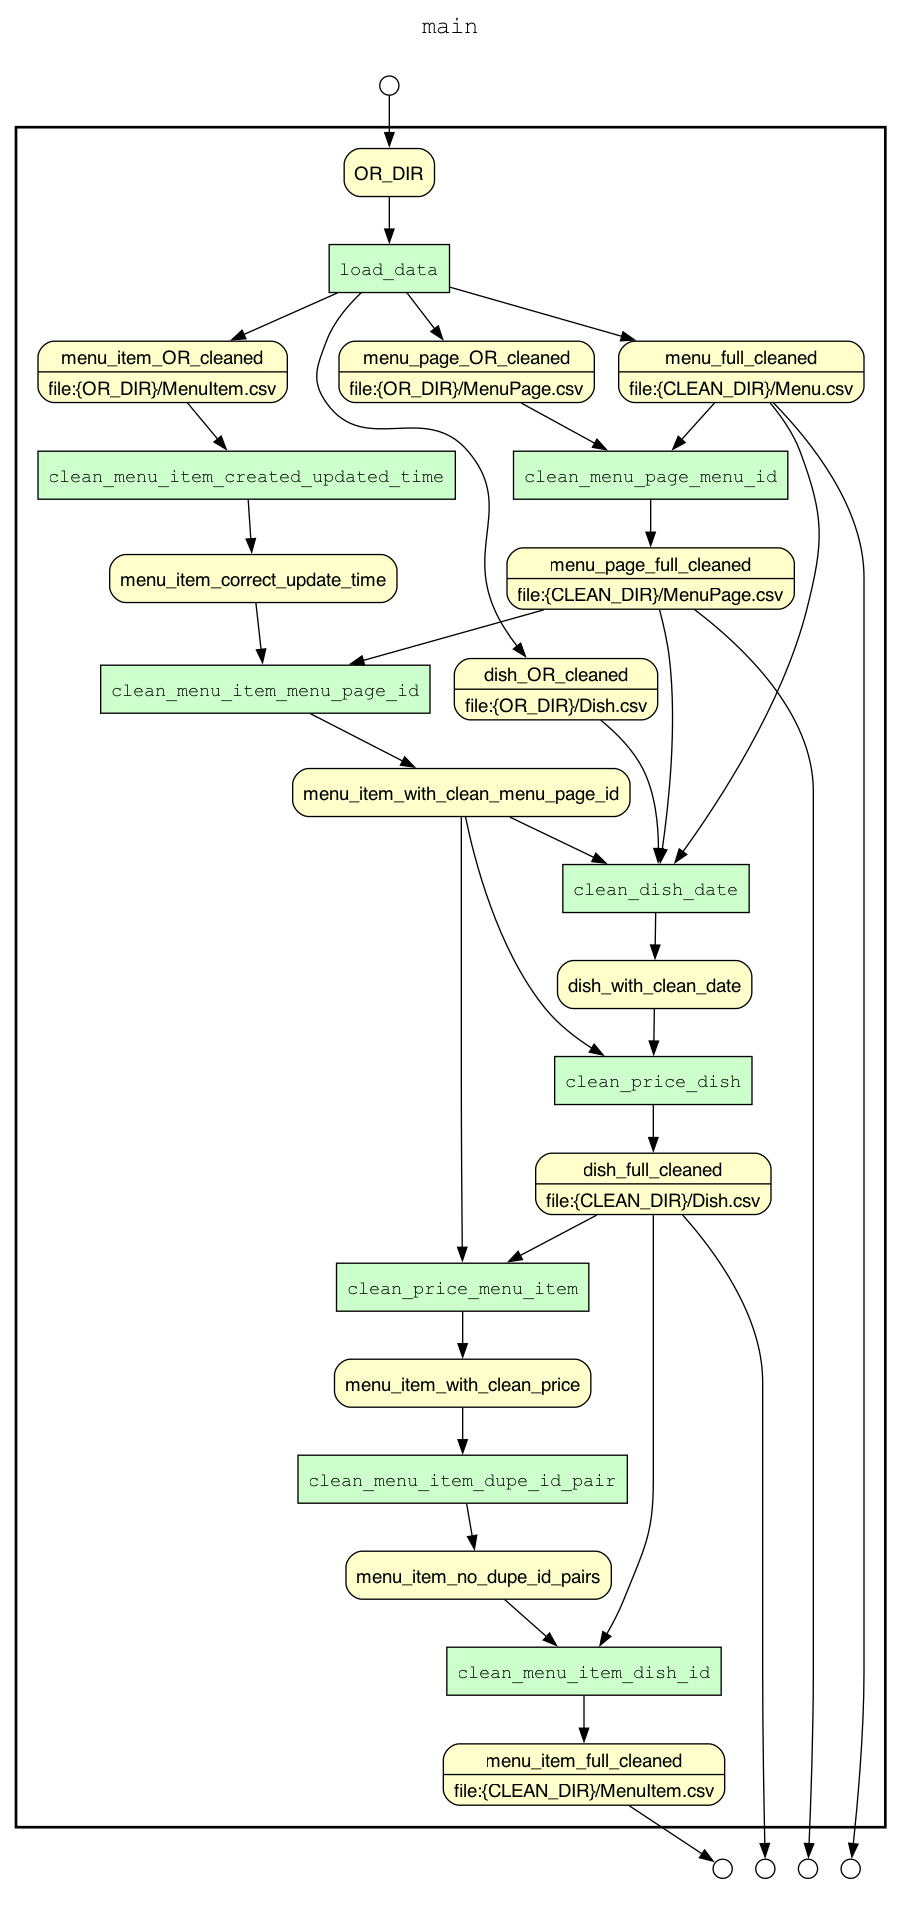 main
OR_DIR
load_data
menu_item_OR_cleaned
file:{OR_DIR}/MenuItem.csv
menu_page_OR_cleaned
file:{OR_DIR}/MenuPage.csv
menu_full_cleaned
file:{CLEAN_DIR}/Menu.csv
clean_menu_item_created_updated_time
clean_menu_page_menu_id
menu_item_correct_update_time
menu_page_full_cleaned
file:{CLEAN_DIR}/MenuPage.csv
clean_menu_item_menu_page_id
dish_OR_cleaned
file:{OR_DIR}/Dish.csv
menu_item_with_clean_menu_page_id
clean_dish_date
dish_with_clean_date
clean_price_dish
dish_full_cleaned
file:{CLEAN_DIR}/Dish.csv
clean_price_menu_item
menu_item_with_clean_price
clean_menu_item_dupe_id_pair
menu_item_no_dupe_id_pairs
clean_menu_item_dish_id
menu_item_full_cleaned
file:{CLEAN_DIR}/MenuItem.csv